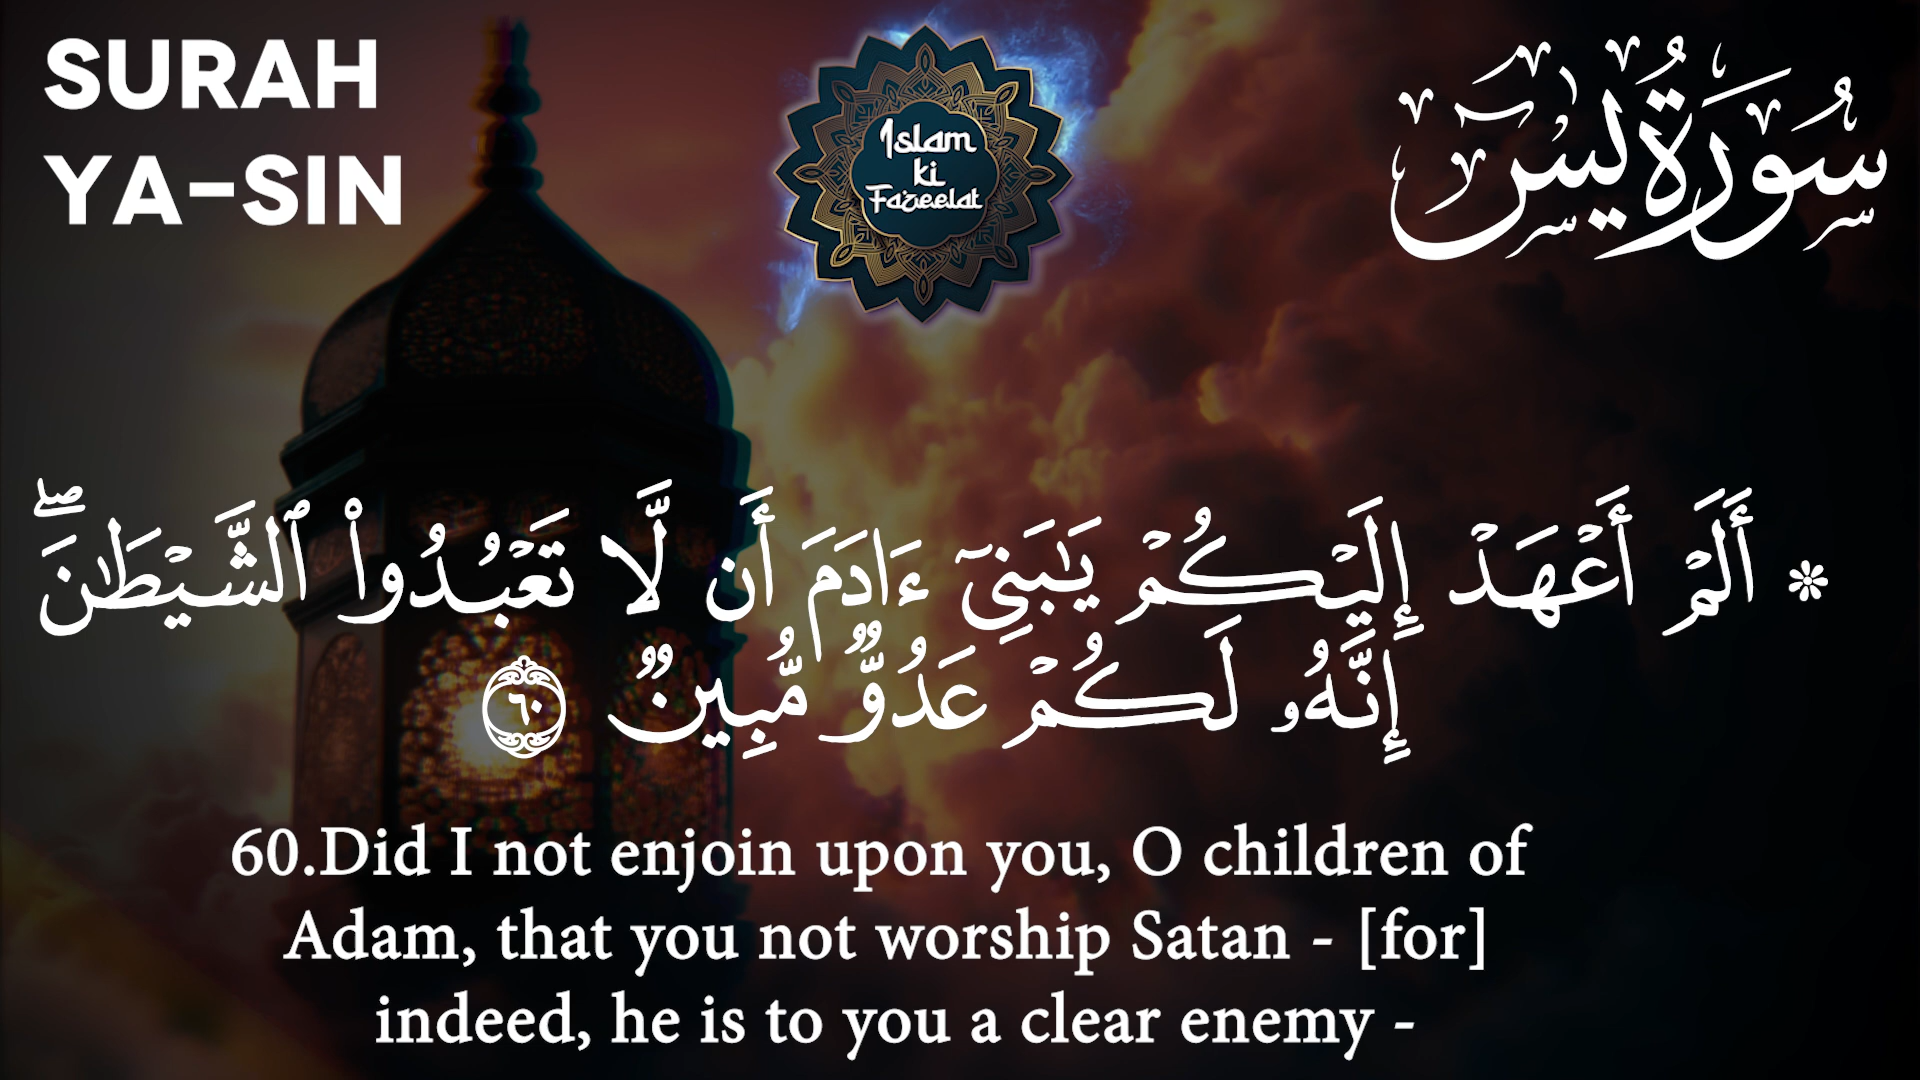 SURAH
YA-SIN
Islam
ki
Fazeelat
سُورَةُ يسٓ
۞ أَلَمْ أَعْهَدْ إِلَيْكُمْ يَـٰبَنِىٓ ءَادَمَ أَن لَّا تَعْبُدُوا۟ ٱلشَّيْطَـٰنَ ۖ
إِنَّهُۥ لَكُمْ عَدُوٌّ مُّبِينٌ ٦٠
60.Did I not enjoin upon you, O children of
Adam, that you not worship Satan - [for]
indeed, he is to you a clear enemy -